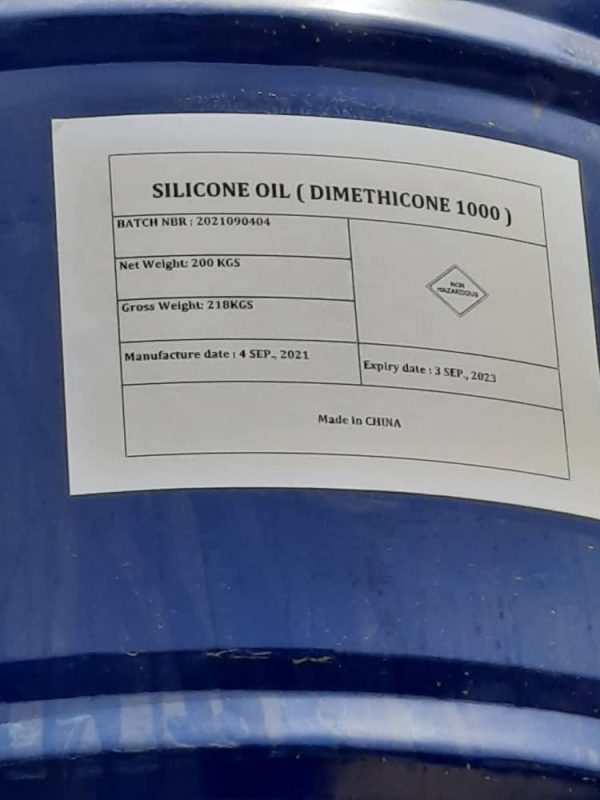 SILICONE OIL ( DIMETHICONE 1000 )
BATCH NBR : 2021090404
Net Weight: 200 KGS
NON
HAZARDOUS
Gross Weight: 218KGS
Manufacture date : 4 SEP., 2021
Expiry date : 3 SEP., 2023
Made in CHINA